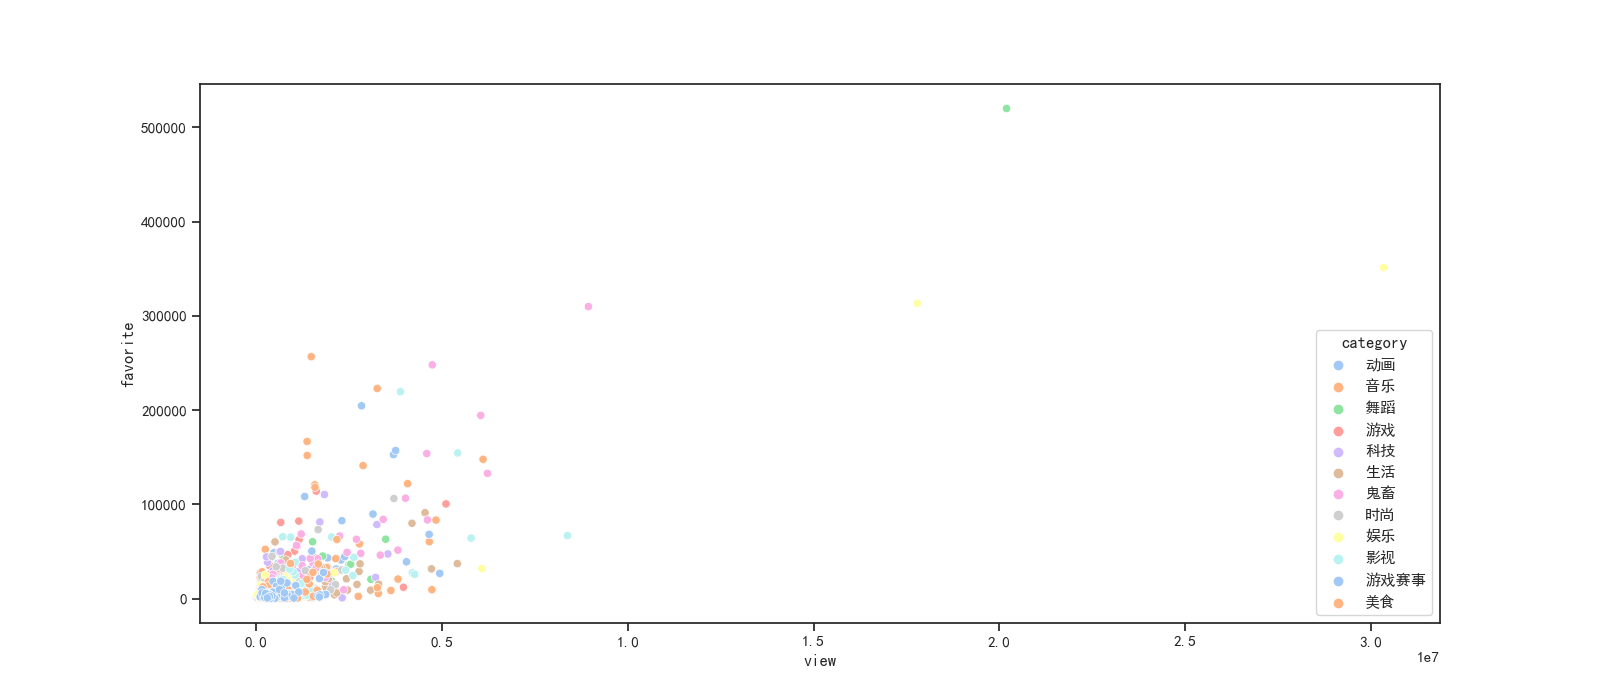 500000
400000
300000
200000
100000
0
favorite
0.0
0.5
1.0
1.5
2.0
2.5
3.0
1e7
view
category
动画
音乐
舞蹈
游戏
科技
生活
鬼畜
时尚
娱乐
影视
游戏赛事
美食